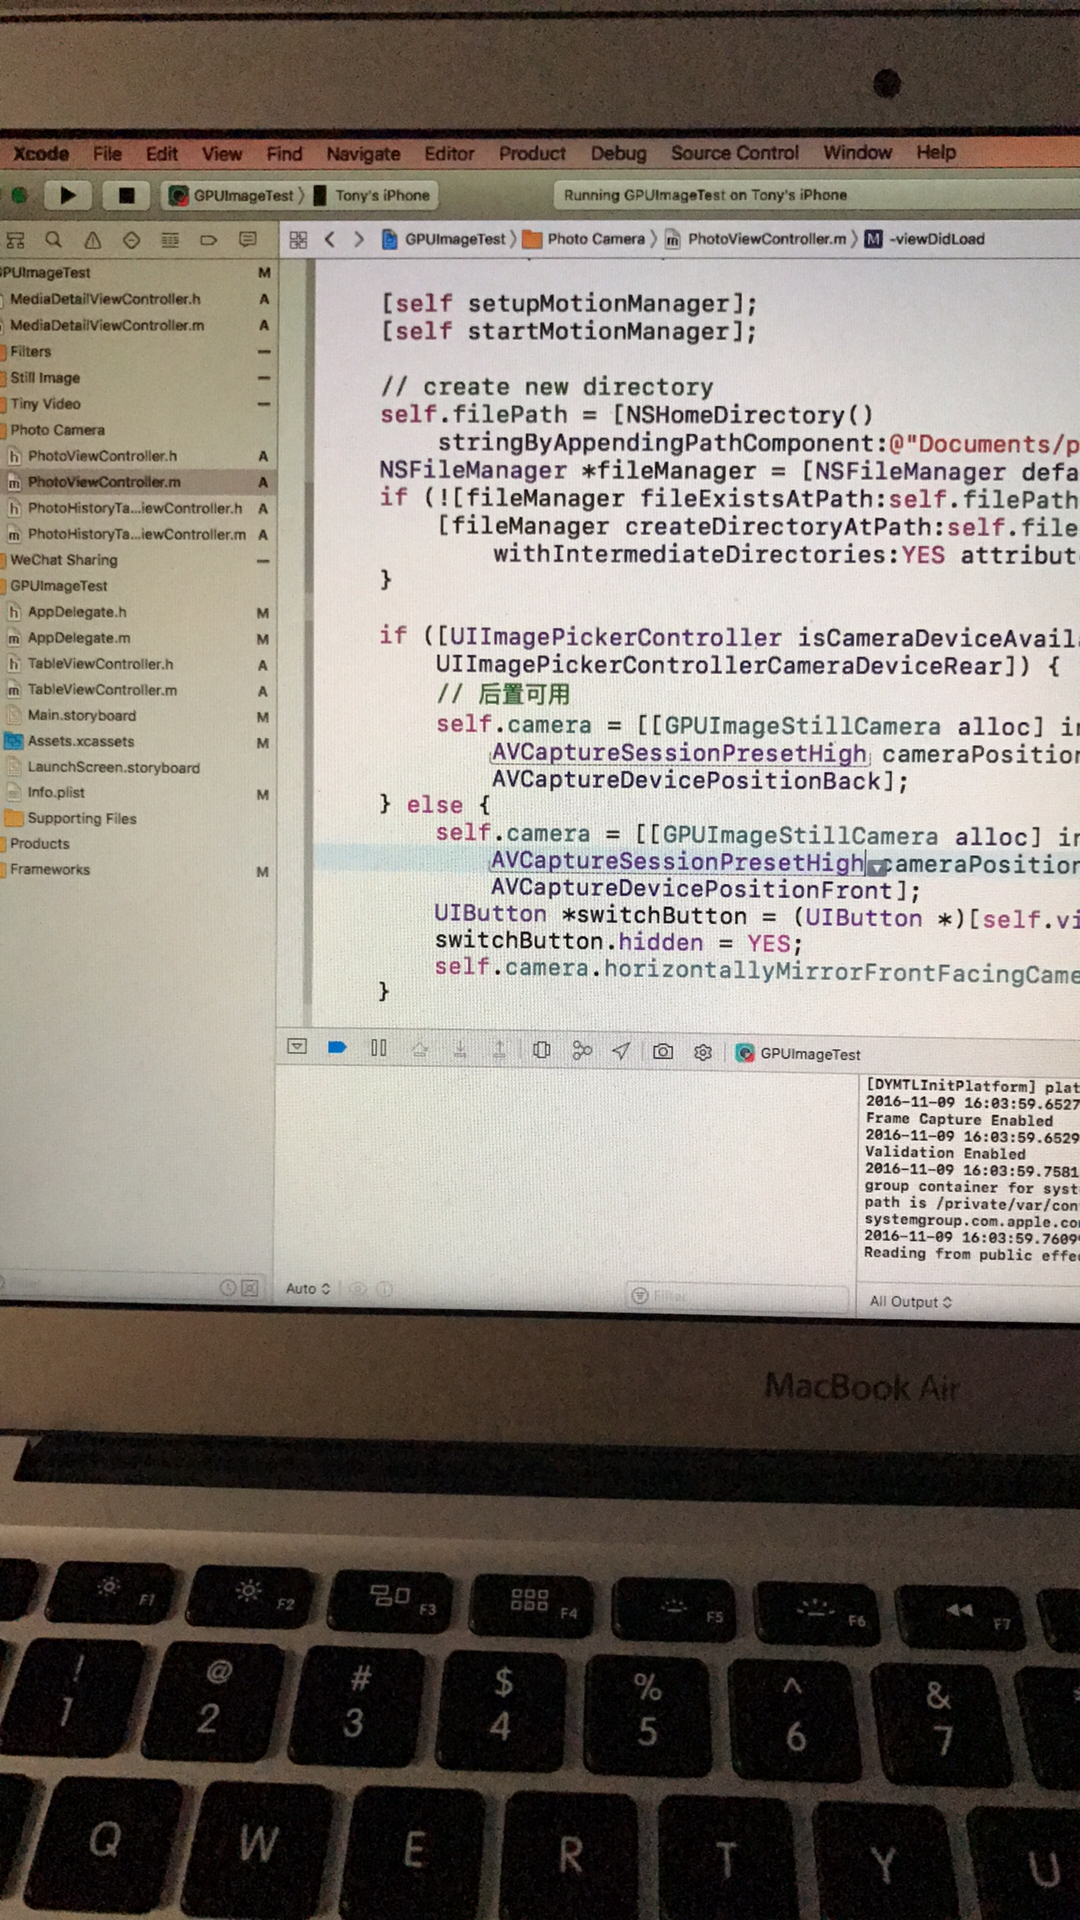 Xcode File Edit View Find Navigate Editor Product Debug Source Control Window Help
GPUImageTest 〉 Tony's iPhone
Running GPUImageTest on Tony's iPhone
GPUImageTest 〉 Photo Camera 〉 PhotoViewController.m 〉 M -viewDidLoad
PUImageTest M
MediaDetailViewController.h A
MediaDetailViewController.m A
Filters —
Still Image —
Tiny Video —
Photo Camera
h PhotoViewController.h A
m PhotoViewController.m A
h PhotoHistoryTa...iewController.h A
m PhotoHistoryTa...iewController.m A
WeChat Sharing —
GPUImageTest
h AppDelegate.h M
m AppDelegate.m M
h TableViewController.h A
m TableViewController.m A
Main.storyboard M
Assets.xcassets M
LaunchScreen.storyboard
Info.plist M
Supporting Files
Products
Frameworks M
[self setupMotionManager];
[self startMotionManager];
// create new directory
self.filePath = [NSHomeDirectory()
stringByAppendingPathComponent:@"Documents/p
NSFileManager *fileManager = [NSFileManager defa
if (![fileManager fileExistsAtPath:self.filePath
[fileManager createDirectoryAtPath:self.file
withIntermediateDirectories:YES attribut
}
if ([UIImagePickerController isCameraDeviceAvail
UIImagePickerControllerCameraDeviceRear]) {
// 后置可用
self.camera = [[GPUImageStillCamera alloc] in
AVCaptureSessionPresetHigh cameraPosition
AVCaptureDevicePositionBack];
} else {
self.camera = [[GPUImageStillCamera alloc] in
AVCaptureSessionPresetHigh cameraPosition
AVCaptureDevicePositionFront];
UIButton *switchButton = (UIButton *)[self.vi
switchButton.hidden = YES;
self.camera.horizontallyMirrorFrontFacingCame
}
GPUImageTest
[DYMTLInitPlatform] plat
2016-11-09 16:03:59.6527
Frame Capture Enabled
2016-11-09 16:03:59.6529
Validation Enabled
2016-11-09 16:03:59.7581
group container for syst
path is /private/var/con
systemgroup.com.apple.co
2016-11-09 16:03:59.7609
Reading from public effe
Auto
Filter
All Output
MacBook Air
F1 F2 F3 F4 F5 F6 F7
! @ # $ % ^ &
1 2 3 4 5 6 7
Q W E R T Y U